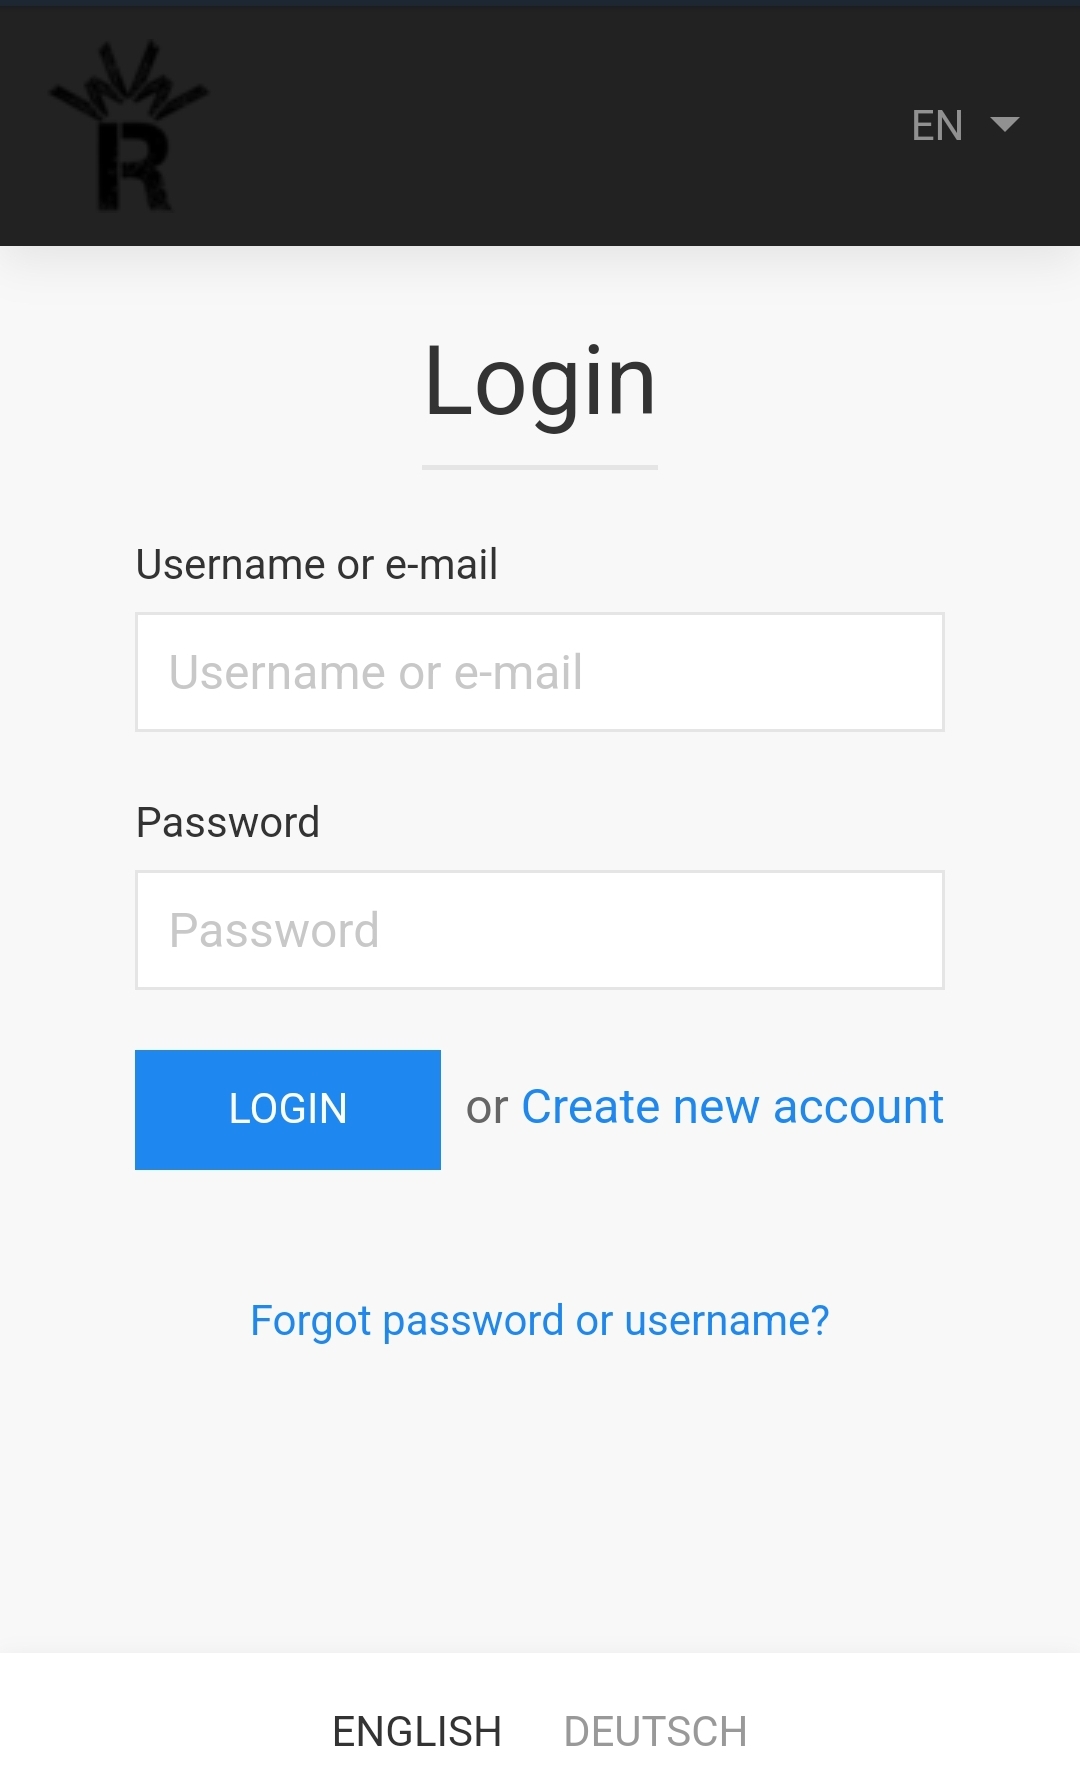 R
EN
Login
Username or e-mail
Username or e-mail
Password
Password
LOGIN or Create new account
Forgot password or username?
ENGLISH DEUTSCH